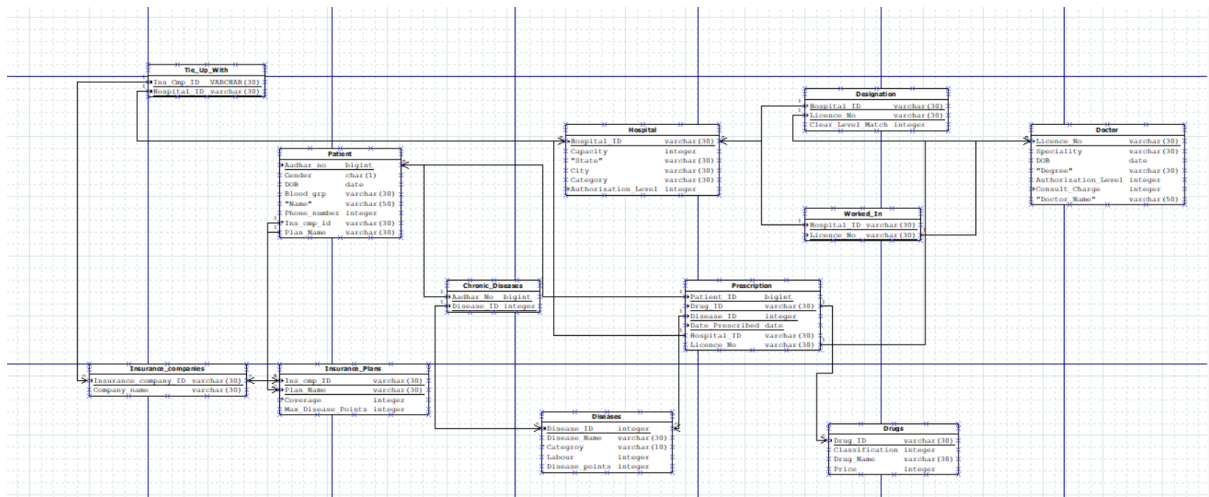 Tie_Up_With
Ins_Cmp_ID VARCHAR(30)
Hospital_ID varchar(30)
Patient
Aadhar_no bigint
Gender char(1)
DOB date
Blood_grp varchar(30)
"Name" varchar(50)
Phone_number integer
Ins_cmp_id varchar(30)
Plan_Name varchar(30)
Hospital
Hospital_ID varchar(30)
Capacity integer
"State" varchar(30)
City varchar(30)
Category varchar(30)
Authorization_Level integer
Designation
Hospital_ID varchar(30)
Licence_No varchar(30)
Clear_Level_Match integer
Doctor
Licence_No varchar(30)
Speciality varchar(30)
DOB date
"Degree" varchar(30)
Authorization_Level integer
Consult_Charge integer
"Doctor_Name" varchar(50)
Worked_In
Hospital_ID varchar(30)
Licence_No varchar(30)
Chronic_Diseases
Aadhar_No bigint
Disease_ID integer
Prescription
Patient_ID bigint
Drug_ID varchar(30)
Disease_ID integer
Date_Prescribed date
Hospital_ID varchar(30)
Licence_No varchar(30)
Insurance_companies
Insurance_company_ID varchar(30)
Company_name varchar(30)
Insurance_Plans
Ins_cmp_ID varchar(30)
Plan_Name varchar(30)
Coverage integer
Max_Disease_Points integer
Diseases
Disease_ID integer
Disease_Name varchar(30)
Categroy varchar(10)
Labour integer
Disease_points integer
Drugs
Drug_ID varchar(30)
Classification integer
Drug_Name varchar(30)
Price integer